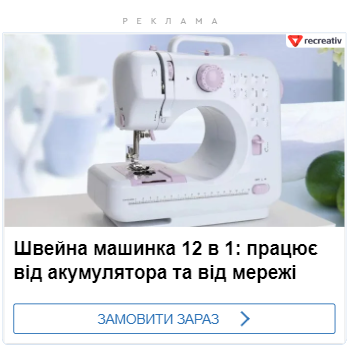 РЕКЛАМА
recreativ
Швейна машинка 12 в 1: працює
від акумулятора та від мережі
ЗАМОВИТИ ЗАРАЗ